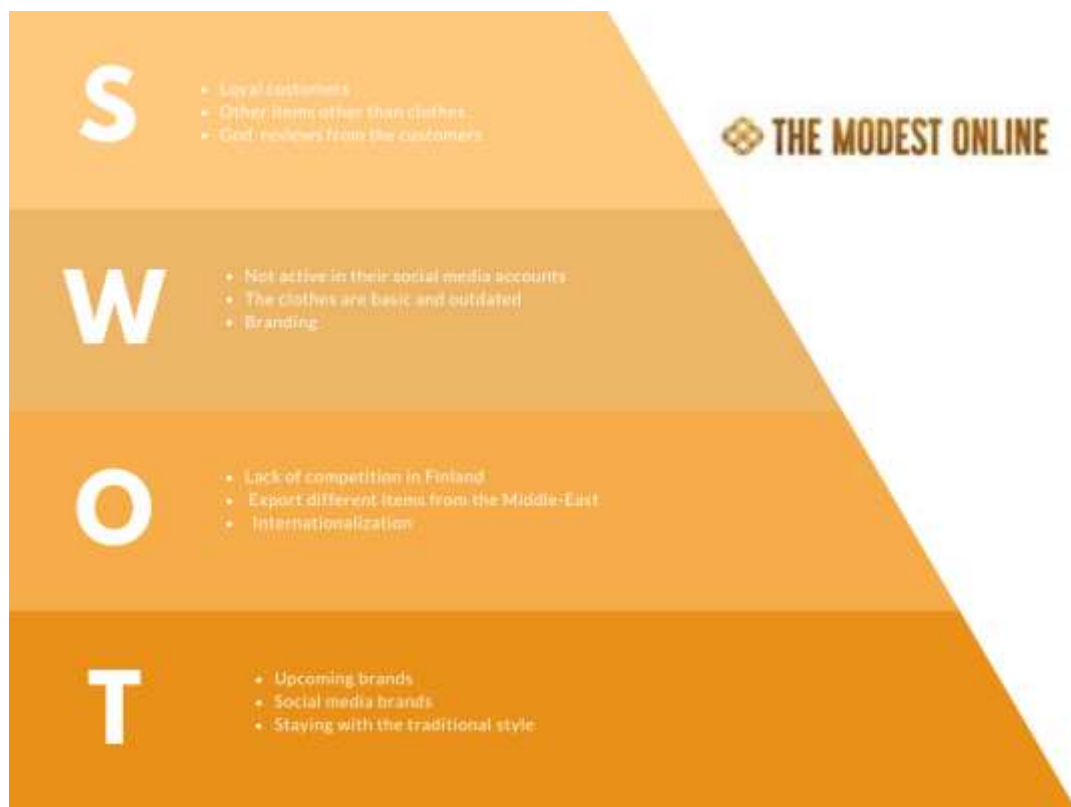 S
• Loyal customers
• Other items other than clothes
• God reviews from the customers
THE MODEST ONLINE
W
• Not active in their social media accounts
• The clothes are basic and outdated
• Branding
O
• Lack of competition in Finland
• Export different items from the Middle-East
• Internationalization
T
• Upcoming brands
• Social media brands
• Staying with the traditional style